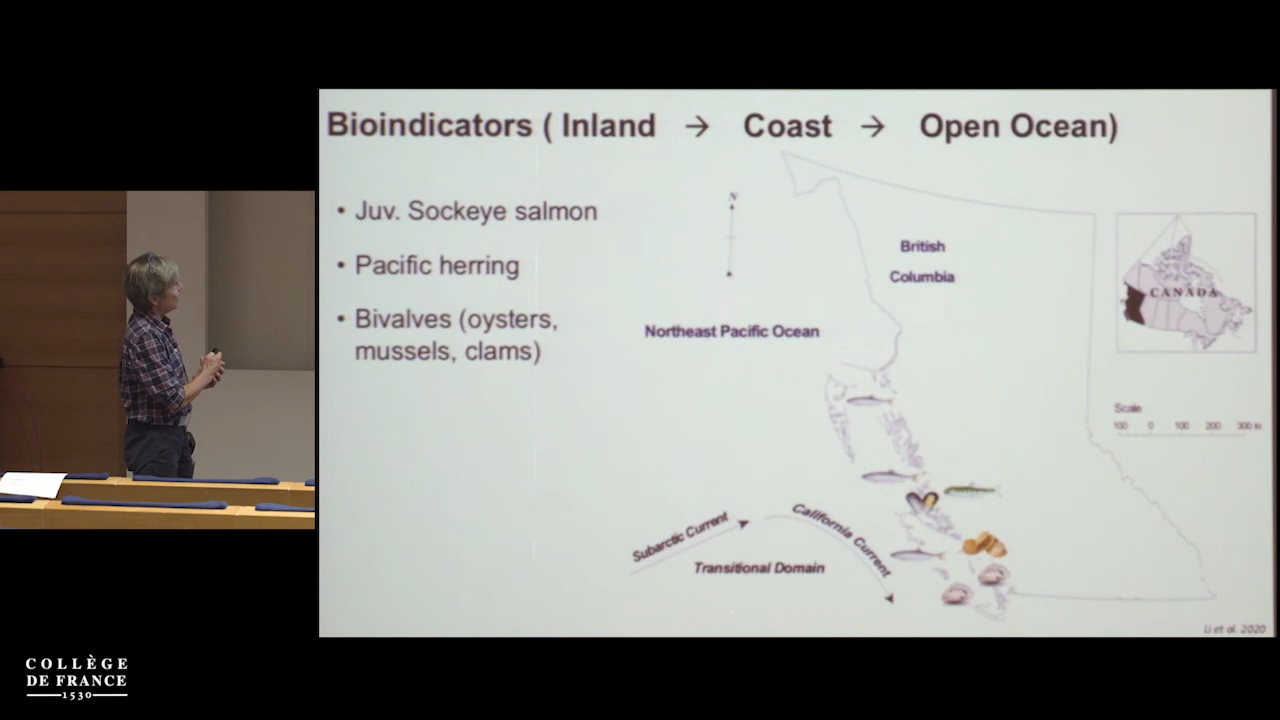 Bioindicators ( Inland → Coast → Open Ocean)
• Juv. Sockeye salmon
• Pacific herring
• Bivalves (oysters,
mussels, clams)
N
British
Columbia
Northeast Pacific Ocean
CANADA
Scale
100 0 100 200 300
Subarctic Current
California Current
Transitional Domain
Li et al. 2020
COLLÈGE
DE FRANCE
1530